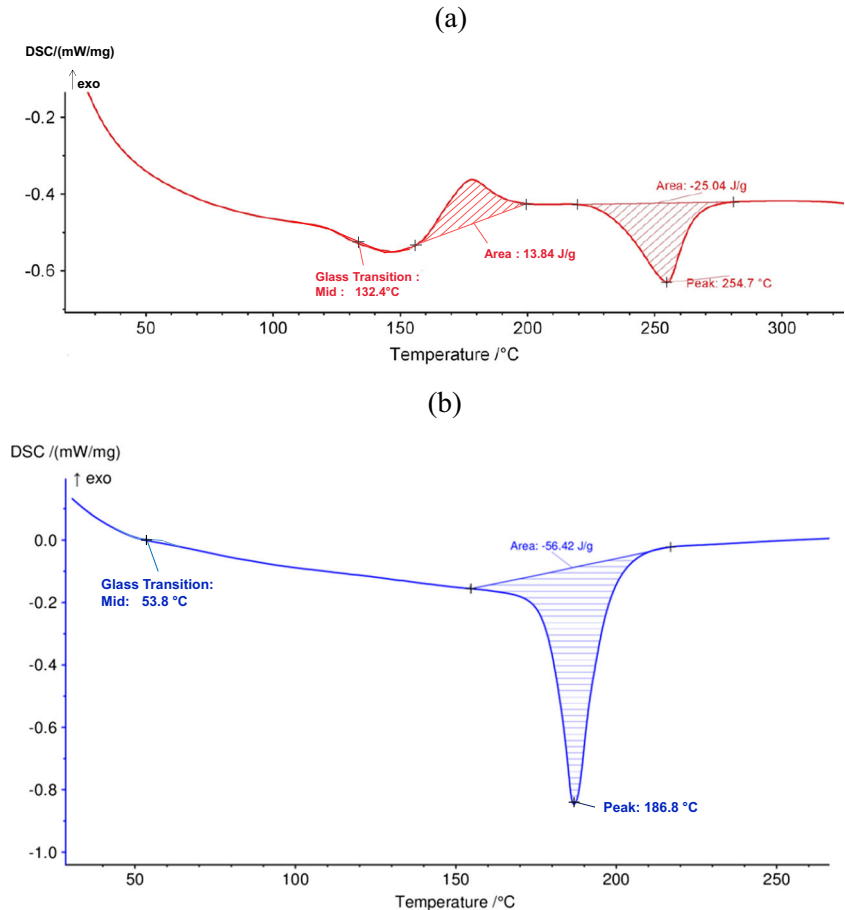 (a)
DSC/(mW/mg)
↑ exo
-0.2
-0.4
-0.6
Area: -25.04 J/g
Area : 13.84 J/g
Glass Transition :
Mid : 132.4°C
Peak: 254.7 °C
50 100 150 200 250 300
Temperature /°C
(b)
DSC /(mW/mg)
↑ exo
0.0
-0.2
-0.4
-0.6
-0.8
-1.0
Area: -56.42 J/g
Glass Transition:
Mid: 53.8 °C
Peak: 186.8 °C
50 100 150 200 250
Temperature /°C